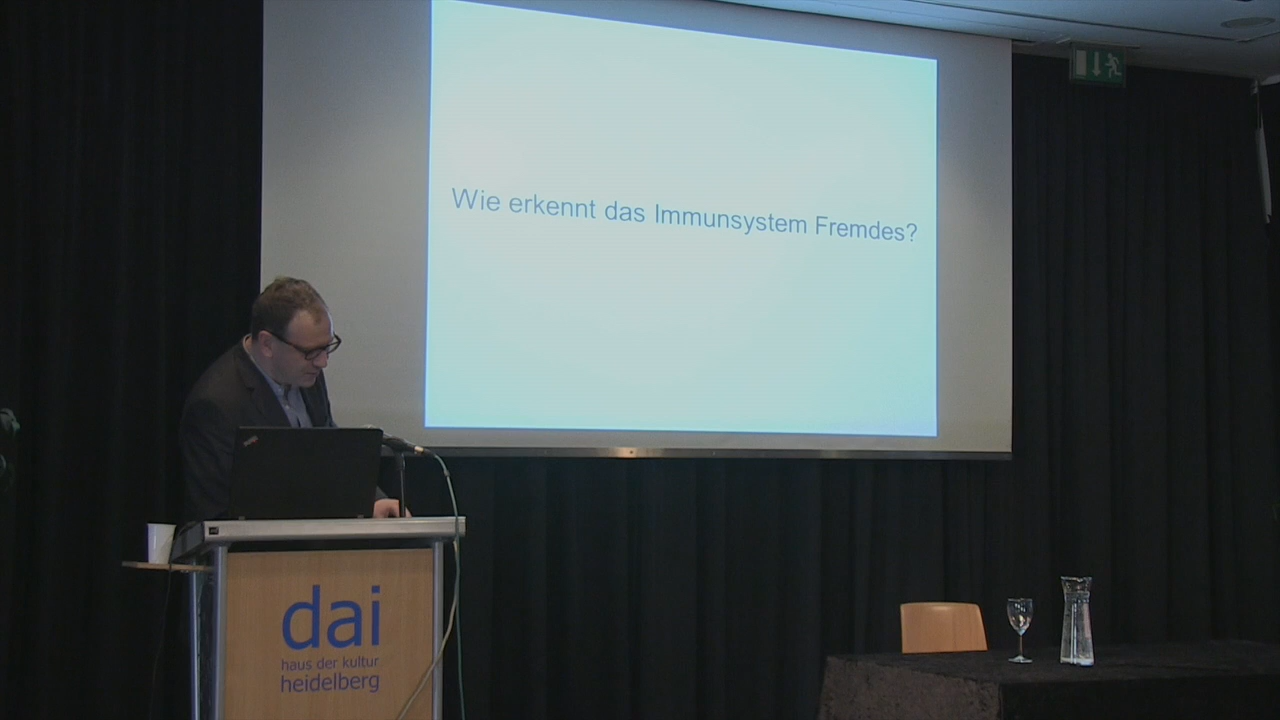 Wie erkennt das Immunsystem Fremdes?
dai
haus der kultur
heidelberg